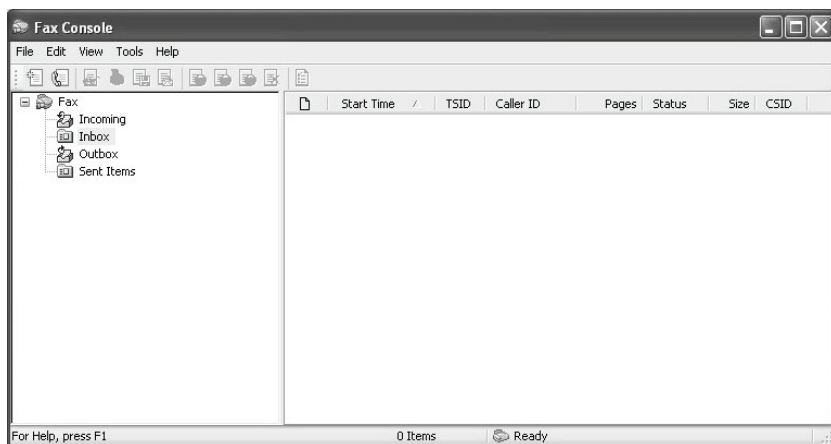 Fax Console
File Edit View Tools Help
Fax
Incoming
Inbox
Outbox
Sent Items
Start Time TSID Caller ID Pages Status Size CSID
For Help, press F1 0 Items Ready